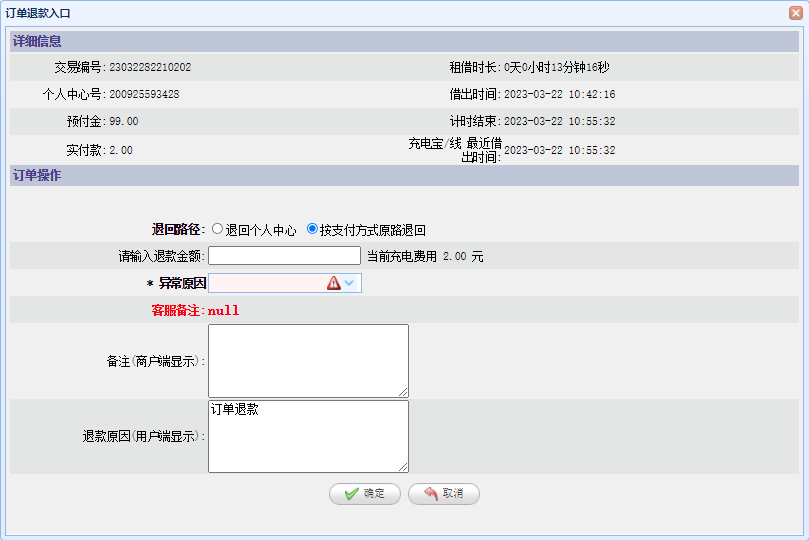 订单退款入口
详细信息
交易编号: 23032282210202 租借时长: 0天0小时13分钟16秒
个人中心号: 200925593428 借出时间: 2023-03-22 10:42:16
预付金: 99.00 计时结束: 2023-03-22 10:55:32
实付款: 2.00 充电宝/线 最近借出时间: 2023-03-22 10:55:32
订单操作
退回路径: 退回个人中心 按支付方式原路退回
请输入退款金额: 当前充电费用 2.00 元
* 异常原因
客服备注: null
备注(商户端显示):
订单退款
退款原因(用户端显示):
确定 取消